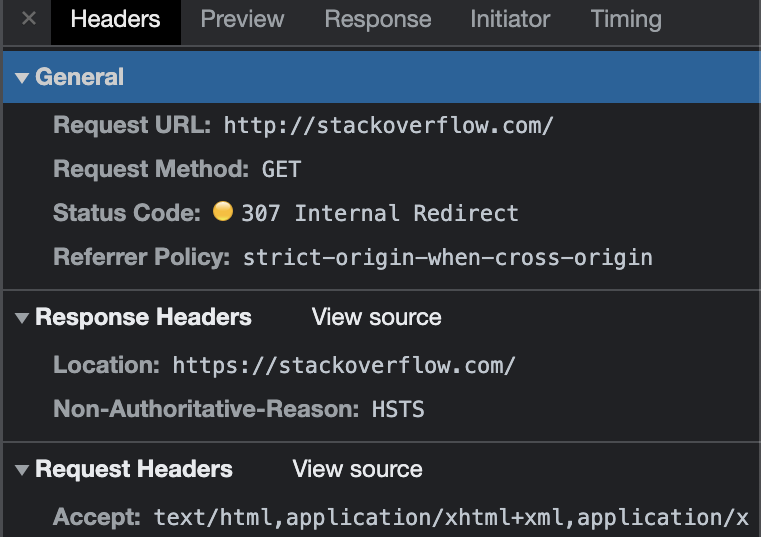 × Headers Preview Response Initiator Timing
▼ General
Request URL: http://stackoverflow.com/
Request Method: GET
Status Code: 307 Internal Redirect
Referrer Policy: strict-origin-when-cross-origin
▼ Response Headers View source
Location: https://stackoverflow.com/
Non-Authoritative-Reason: HSTS
▼ Request Headers View source
Accept: text/html,application/xhtml+xml,application/x